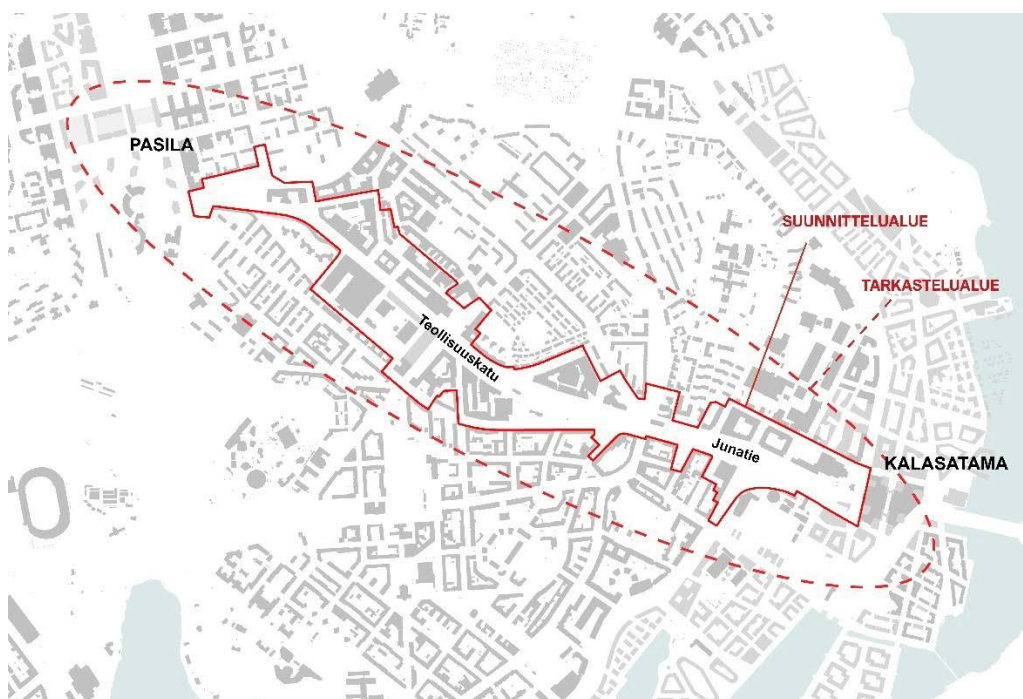 PASILA
SUUNNITTELUALUE
TARKASTELUALUE
Teollisuuskatu
Junatie
KALASATAMA